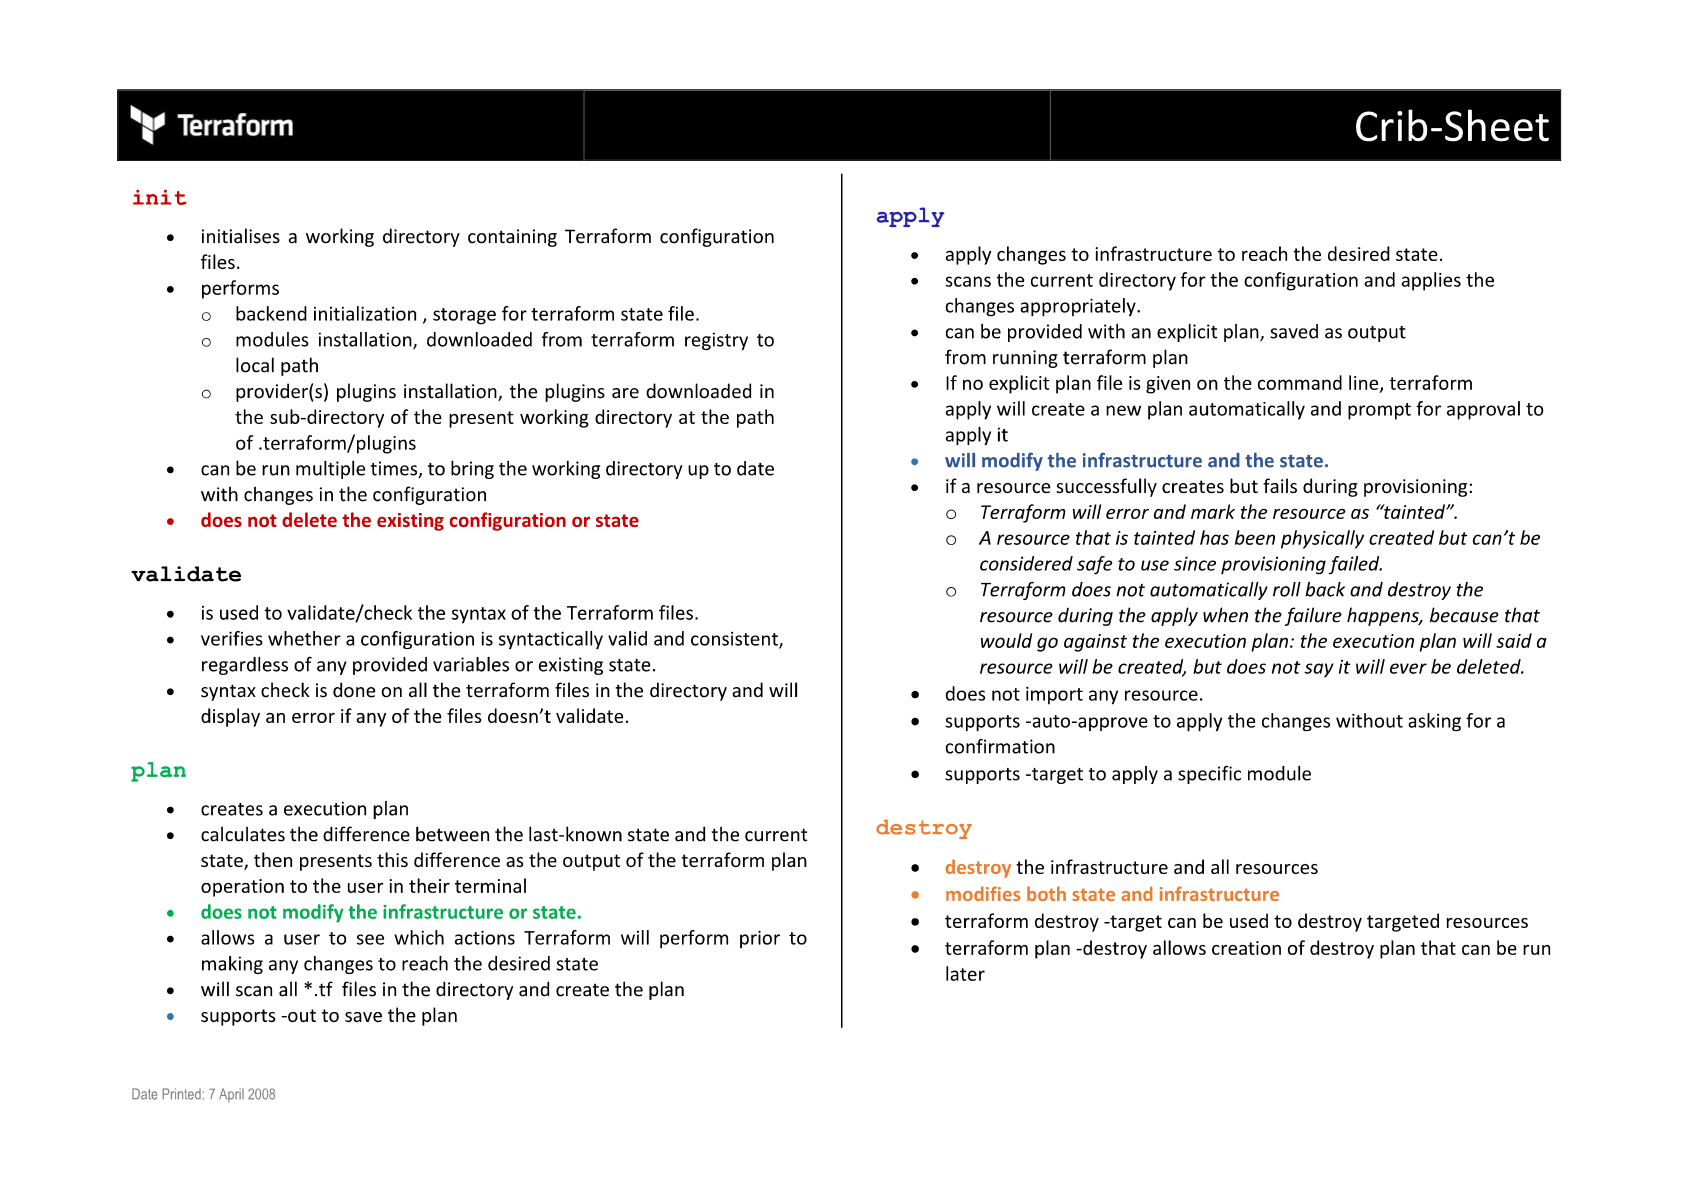 Terraform
Crib-Sheet
init
• initialises a working directory containing Terraform configuration
files.
• performs
o backend initialization , storage for terraform state file.
o modules installation, downloaded from terraform registry to
local path
o provider(s) plugins installation, the plugins are downloaded in
the sub-directory of the present working directory at the path
of .terraform/plugins
• can be run multiple times, to bring the working directory up to date
with changes in the configuration
• does not delete the existing configuration or state
validate
• is used to validate/check the syntax of the Terraform files.
• verifies whether a configuration is syntactically valid and consistent,
regardless of any provided variables or existing state.
• syntax check is done on all the terraform files in the directory and will
display an error if any of the files doesn’t validate.
plan
• creates a execution plan
• calculates the difference between the last-known state and the current
state, then presents this difference as the output of the terraform plan
operation to the user in their terminal
• does not modify the infrastructure or state.
• allows a user to see which actions Terraform will perform prior to
making any changes to reach the desired state
• will scan all *.tf files in the directory and create the plan
• supports -out to save the plan
apply
• apply changes to infrastructure to reach the desired state.
• scans the current directory for the configuration and applies the
changes appropriately.
• can be provided with an explicit plan, saved as output
from running terraform plan
• If no explicit plan file is given on the command line, terraform
apply will create a new plan automatically and prompt for approval to
apply it
• will modify the infrastructure and the state.
• if a resource successfully creates but fails during provisioning:
o Terraform will error and mark the resource as “tainted”.
o A resource that is tainted has been physically created but can’t be
considered safe to use since provisioning failed.
o Terraform does not automatically roll back and destroy the
resource during the apply when the failure happens, because that
would go against the execution plan: the execution plan will said a
resource will be created, but does not say it will ever be deleted.
• does not import any resource.
• supports -auto-approve to apply the changes without asking for a
confirmation
• supports -target to apply a specific module
destroy
• destroy the infrastructure and all resources
• modifies both state and infrastructure
• terraform destroy -target can be used to destroy targeted resources
• terraform plan -destroy allows creation of destroy plan that can be run
later
Date Printed: 7 April 2008